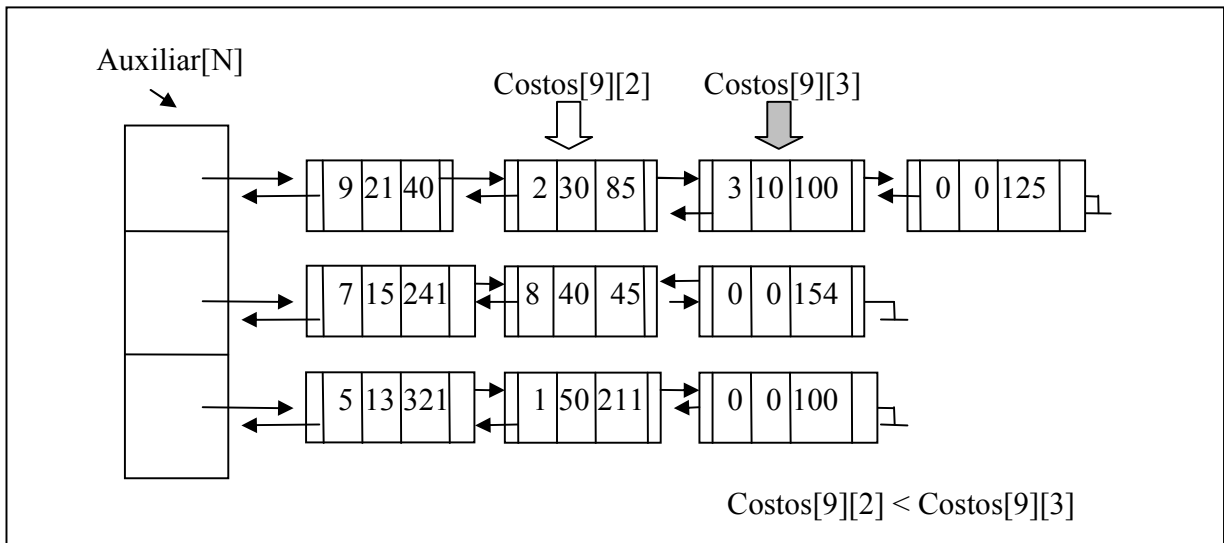 Auxiliar[N]
Costos[9][2] Costos[9][3]
9 21 40 2 30 85 3 10 100 0 0 125
7 15 241 8 40 45 0 0 154
5 13 321 1 50 211 0 0 100
Costos[9][2] < Costos[9][3]